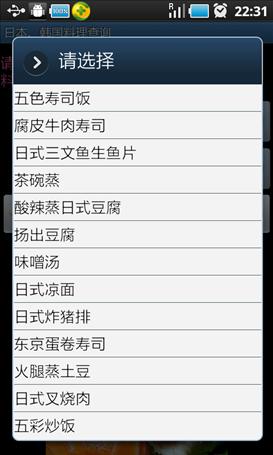 R
100%
22:31
日本、韩国料理查询
请
料
请选择
五色寿司饭
腐皮牛肉寿司
日式三文鱼生鱼片
茶碗蒸
酸辣蒸日式豆腐
扬出豆腐
味噌汤
日式凉面
日式炸猪排
东京蛋卷寿司
火腿蒸土豆
日式叉烧肉
五彩炒饭